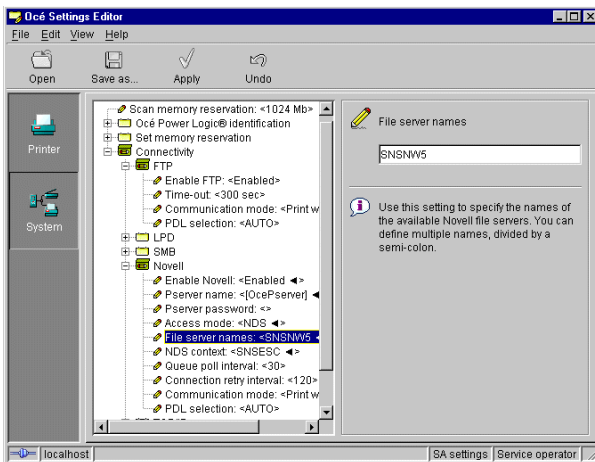 Océ Settings Editor
File Edit View Help
Open Save as... Apply Undo
Printer
System
Scan memory reservation: <1024 Mb>
Océ Power Logic® identification
Set memory reservation
Connectivity
FTP
Enable FTP: <Enabled>
Time-out: <300 sec>
Communication mode: <Print w
PDL selection: <AUTO>
LPD
SMB
Novell
Enable Novell: <Enabled ◄>
Pserver name: <[OcePserver] ◄
Pserver password: <>
Access mode: <NDS ◄>
File server names: <SNSNW5 ◄
NDS context: <SNSESC ◄>
Queue poll interval: <30>
Connection retry interval: <120>
Communication mode: <Print w
PDL selection: <AUTO>
File server names
SNSNW5
Use this setting to specify the names of
the available Novell file servers. You can
define multiple names, divided by a
semi-colon.
localhost SA settings Service operator